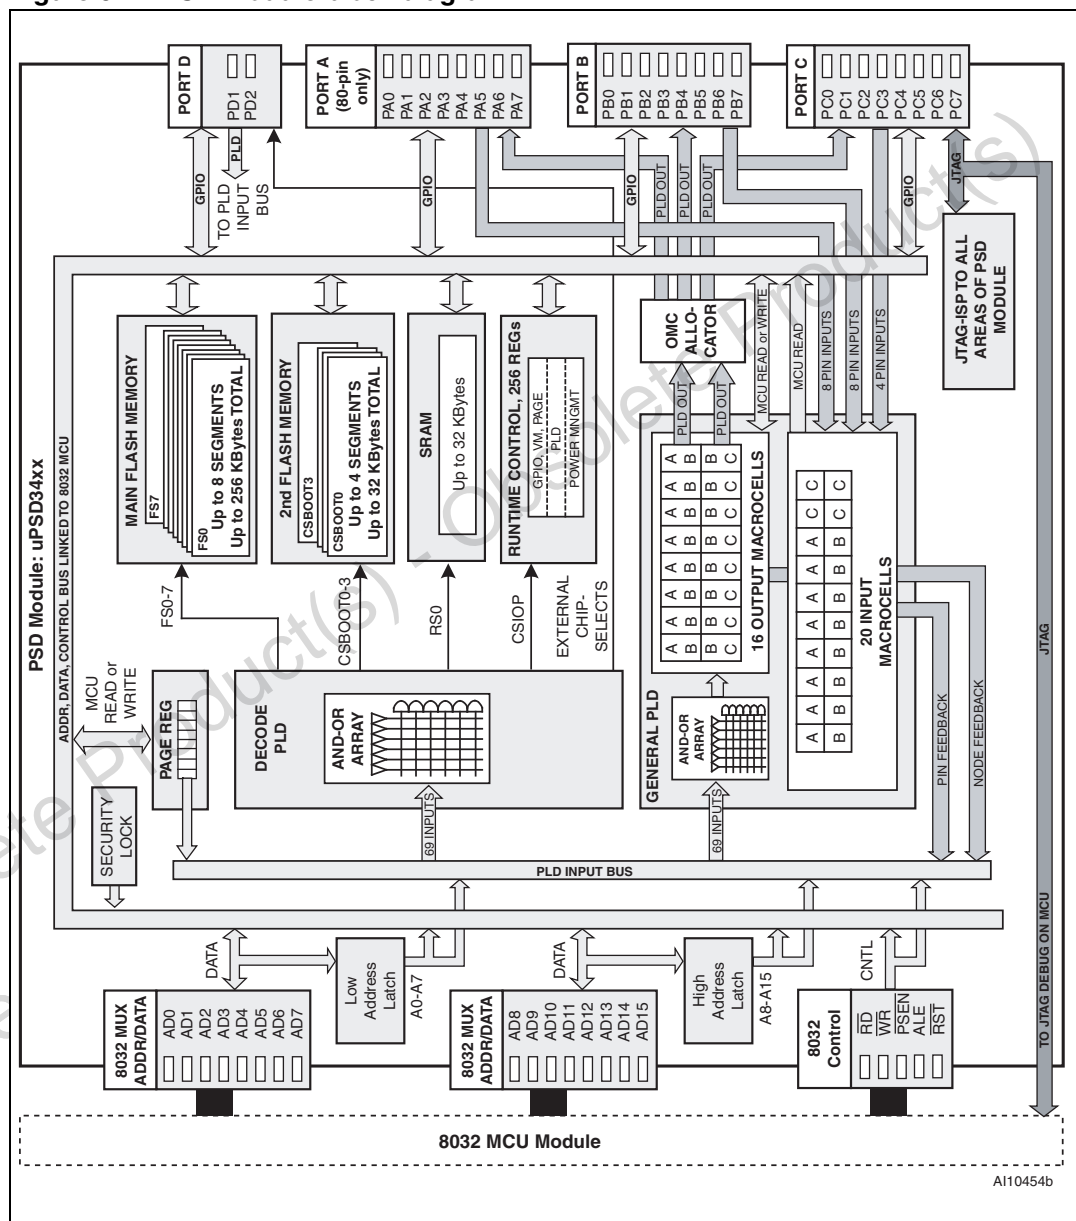 PSD Module: uPSD34xx
ADDR, DATA, CONTROL BUS LINKED TO 8032 MCU
PORT D
PD1
PD2
GPIO
PLD
TO PLD
INPUT
BUS
PORT A
(80-pin
only)
PA0
PA1
PA2
PA3
PA4
PA5
PA6
PA7
GPIO
PORT B
PB0
PB1
PB2
PB3
PB4
PB5
PB6
PB7
GPIO
PLD OUT
PLD OUT
PLD OUT
PORT C
PC0
PC1
PC2
PC3
PC4
PC5
PC6
PC7
GPIO
JTAG
JTAG-ISP TO ALL
AREAS OF PSD
MODULE
MAIN FLASH MEMORY
FS7
FS0
Up to 8 SEGMENTS
Up to 256 KBytes TOTAL
2nd FLASH MEMORY
CSBOOT3
CSBOOT0
Up to 4 SEGMENTS
Up to 32 KBytes TOTAL
SRAM
Up to 32 KBytes
RUNTIME CONTROL, 256 REGs
GPIO, VM, PAGE
PLD
POWER MNGMT
OMC
ALLO-
CATOR
PLD OUT
PLD OUT
MCU READ or WRITE
MCU READ
8 PIN INPUTS
8 PIN INPUTS
4 PIN INPUTS
FS0-7
CSBOOT0-3
RS0
CSIOP
EXTERNAL
CHIP-
SELECTS
MCU
READ or
WRITE
PAGE REG
SECURITY
LOCK
DECODE
PLD
AND-OR
ARRAY
69 INPUTS
GENERAL PLD
AND-OR
ARRAY
69 INPUTS
A A A A A A A A
B B B B B B B B
B B B B B B B B
C C C C C C C C
16 OUTPUT MACROCELLS
A A A A A A A A C C
B B B B B B B B C C
20 INPUT
MACROCELLS
PIN FEEDBACK
NODE FEEDBACK
JTAG
TO JTAG DEBUG ON MCU
PLD INPUT BUS
DATA
Low
Address
Latch
A0-A7
DATA
High
Address
Latch
A8-A15
CNTL
8032 MUX
ADDR/DATA
AD0
AD1
AD2
AD3
AD4
AD5
AD6
AD7
8032 MUX
ADDR/DATA
AD8
AD9
AD10
AD11
AD12
AD13
AD14
AD15
8032
Control
RD
WR
PSEN
ALE
RST
8032 MCU Module
AI10454b
Obsolete Product(s) - Obsolete Product(s)